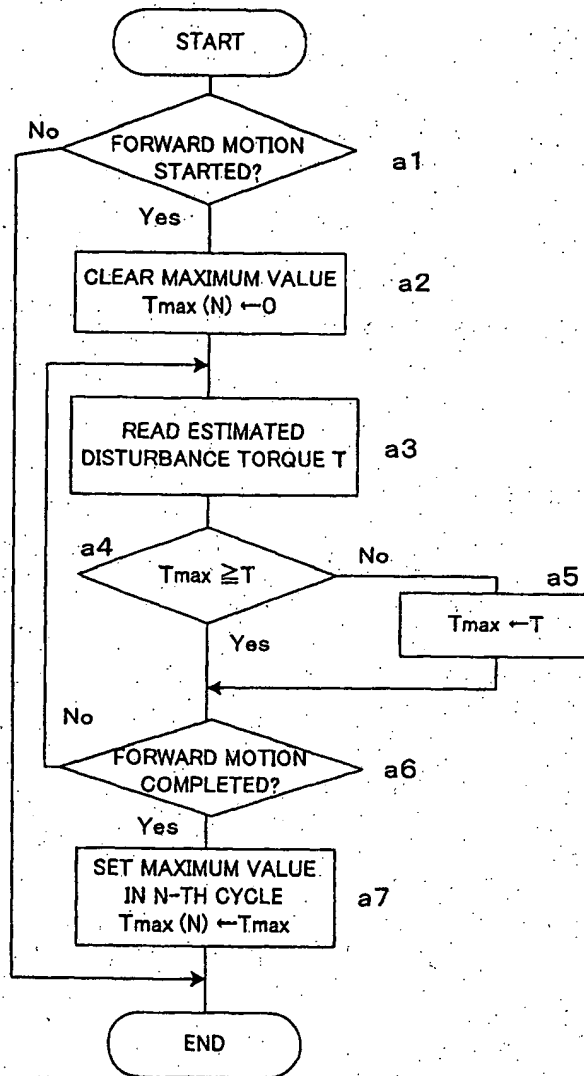 START
No
FORWARD MOTION
STARTED?
a1
Yes
CLEAR MAXIMUM VALUE
Tmax (N) ←0
a2
READ ESTIMATED
DISTURBANCE TORQUE T
a3
a4
Tmax ≧T
No
a5
Tmax ←T
Yes
No
FORWARD MOTION
COMPLETED?
a6
Yes
SET MAXIMUM VALUE
IN N-TH CYCLE
Tmax (N) ←Tmax
a7
END